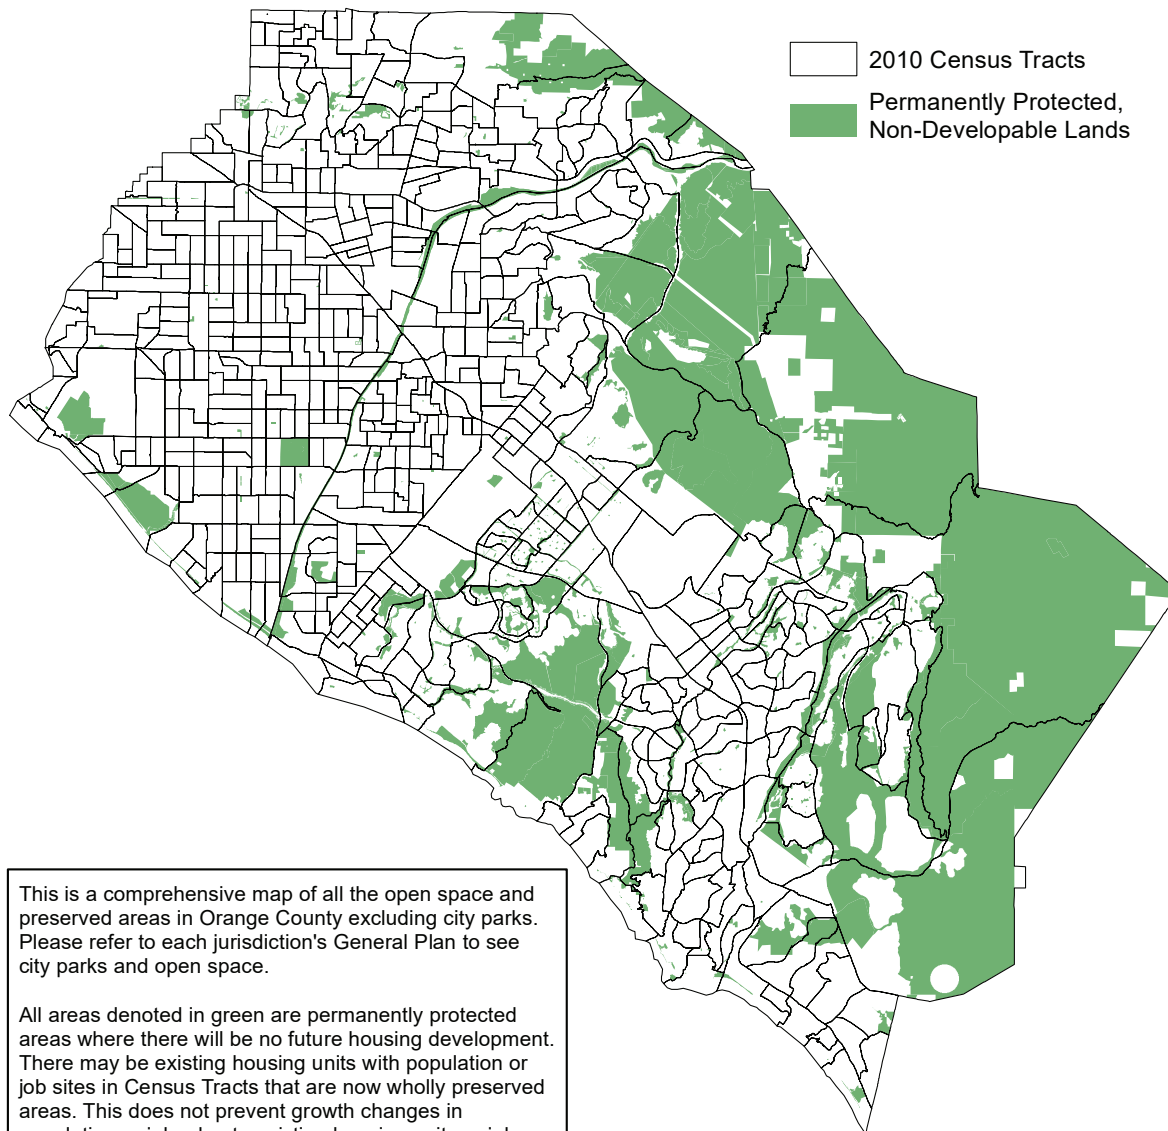 2010 Census Tracts
Permanently Protected,
Non-Developable Lands
This is a comprehensive map of all the open space and
preserved areas in Orange County excluding city parks.
Please refer to each jurisdiction's General Plan to see
city parks and open space.
All areas denoted in green are permanently protected
areas where there will be no future housing development.
There may be existing housing units with population or
job sites in Census Tracts that are now wholly preserved
areas. This does not prevent growth changes in